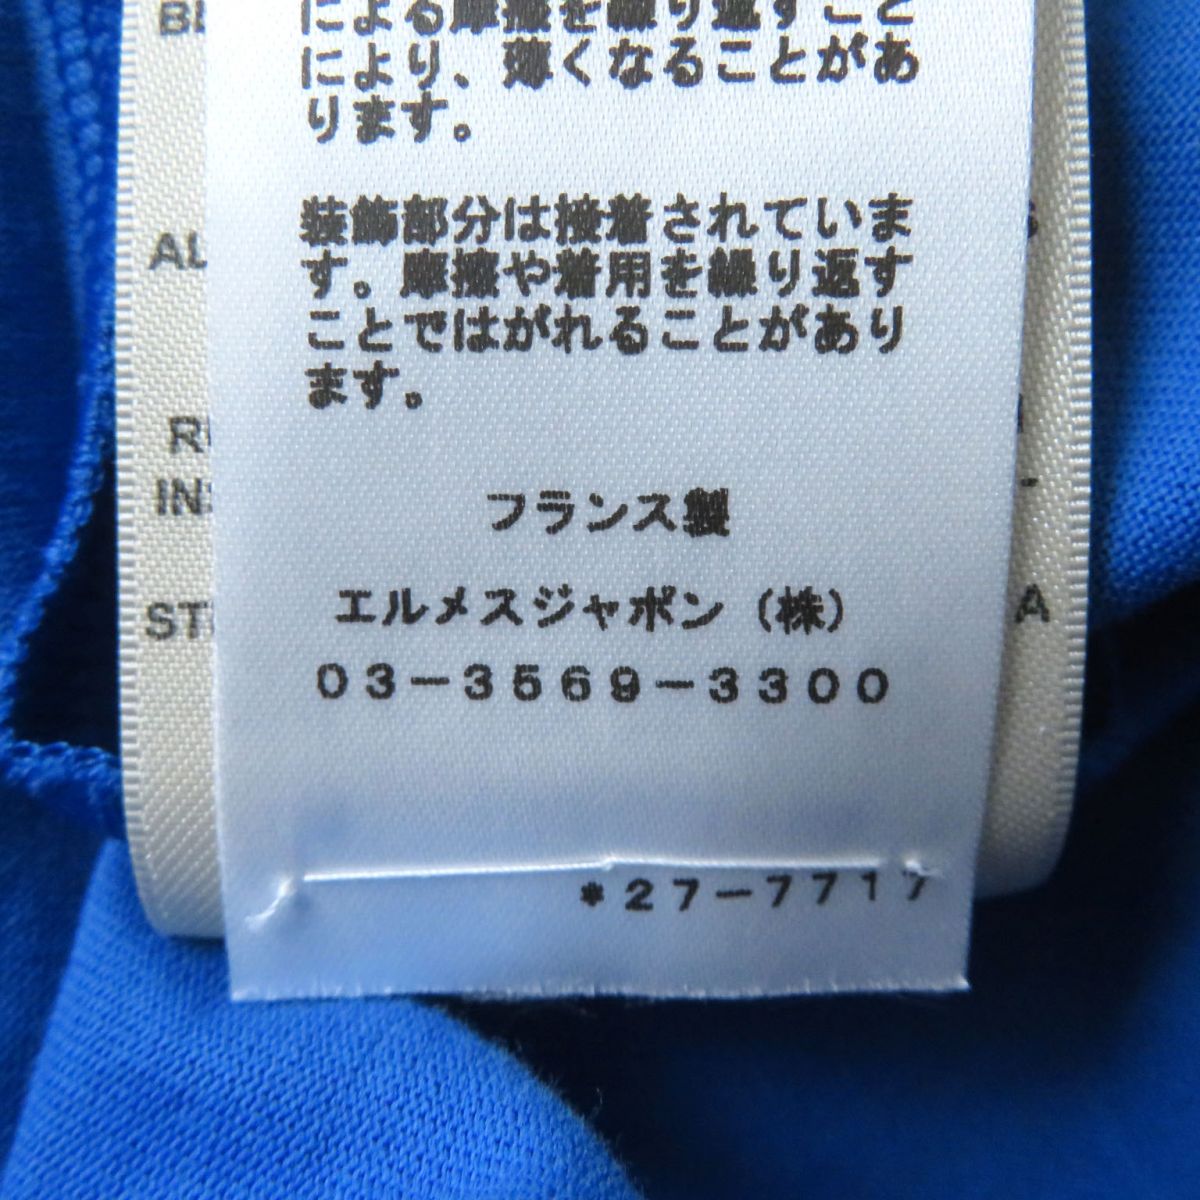 による摩擦を繰り返すこと
により、薄くなることがあ
ります。
装飾部分は接着されていま
す。摩擦や着用を繰り返す
ことではがれることがあり
ます。
フランス製
エルメスジャポン（株）
03-3569-3300
*27-7717